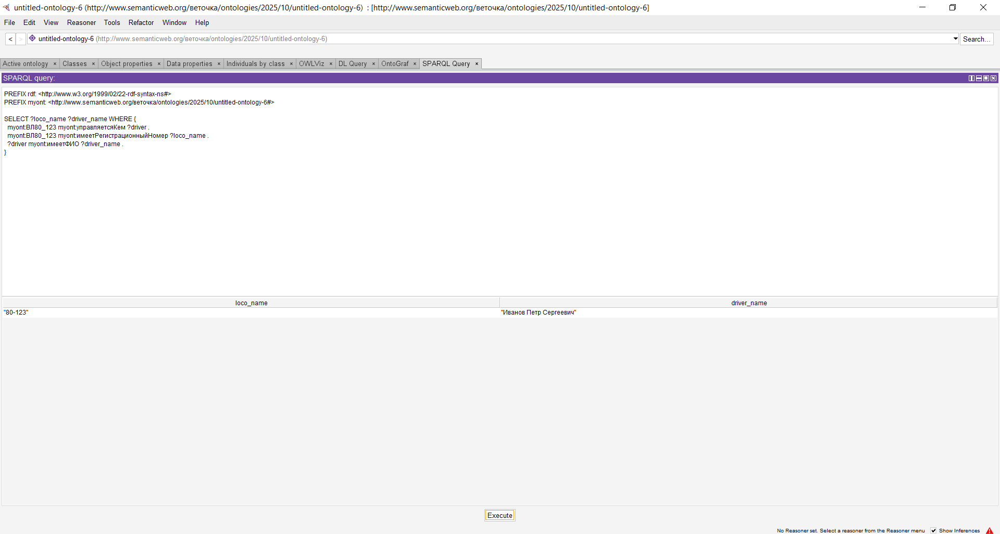 untitled-ontology-6 (http://www.semanticweb.org/веточка/ontologies/2025/10/untitled-ontology-6) : [http://www.semanticweb.org/веточка/ontologies/2025/10/untitled-ontology-6]
File Edit View Reasoner Tools Refactor Window Help
< > untitled-ontology-6 (http://www.semanticweb.org/веточка/ontologies/2025/10/untitled-ontology-6) Search...
Active ontology × Classes × Object properties × Data properties × Individuals by class × OWLViz × DL Query × OntoGraf × SPARQL Query ×
SPARQL query:
PREFIX rdf: <http://www.w3.org/1999/02/22-rdf-syntax-ns#>
PREFIX myont: <http://www.semanticweb.org/веточка/ontologies/2025/10/untitled-ontology-6#>
SELECT ?loco_name ?driver_name WHERE {
myont:ВЛ80_123 myont:управляетсяКем ?driver .
myont:ВЛ80_123 myont:имеетРегистрационныйНомер ?loco_name .
?driver myont:имеетФИО ?driver_name .
}
loco_name driver_name
"80-123" "Иванов Петр Сергеевич"
Execute
No Reasoner set. Select a reasoner from the Reasoner menu Show Inferences